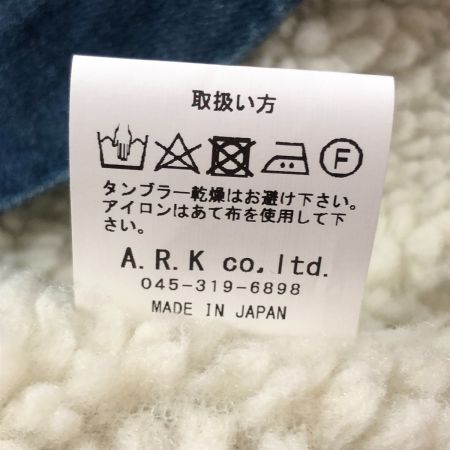 取扱い方
F
タンブラー乾燥はお避け下さい。
アイロンはあて布を使用して下
さい。
A.R.K co.ltd.
045-319-6898
MADE IN JAPAN